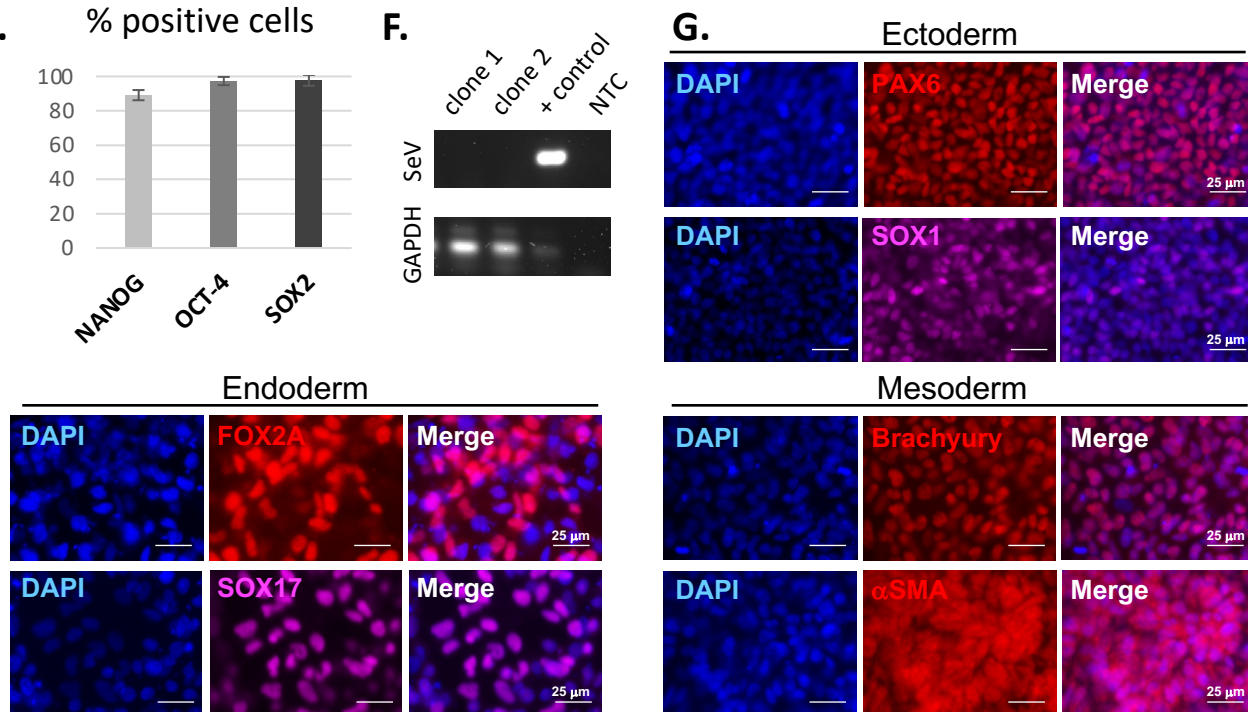 .
% positive cells
100
80
60
40
20
0
NANOG
OCT-4
SOX2
F.
clone 1
clone 2
+ control
NTC
SeV
GAPDH
G.
Ectoderm
DAPI
PAX6
Merge
25 µm
DAPI
SOX1
Merge
25 µm
Endoderm
DAPI
FOX2A
Merge
25 µm
DAPI
SOX17
Merge
25 µm
Mesoderm
DAPI
Brachyury
Merge
25 µm
DAPI
αSMA
Merge
25 µm